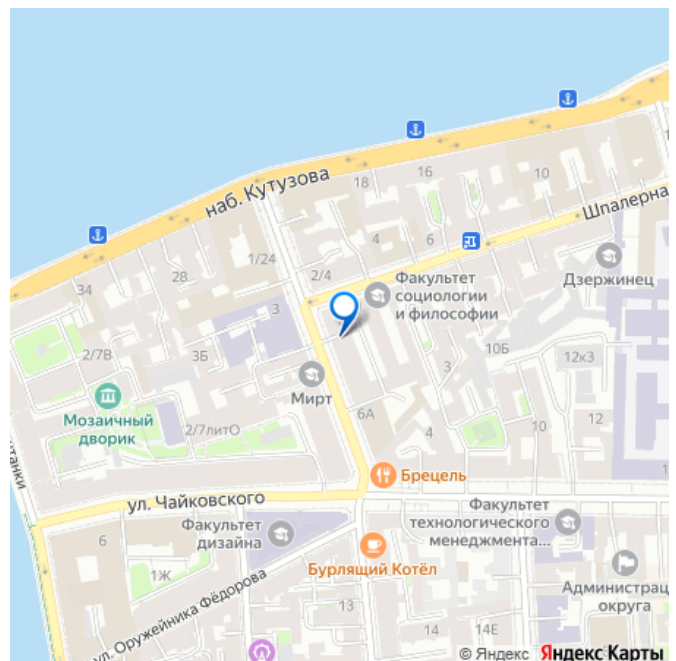 наб. Кутузова
18
16
10
Шпалерна
4
6
1/24
2/4
28
34
3
Факультет
социологии
и философии
Дзержинец
2/7В
3Б
3
10Б
12к3
Мирт
Мозаичный
дворик
2/7литО
6А
4
10
12
1
Брецель
ул. Чайковского
Факультет
дизайна
Факультет
технологического
менеджмента...
6
1Ж
Бурлящий Котёл
ул. Оружейника Фёдорова
13
14
14Е
Администрац
округа
© Яндекс Яндекс Карты